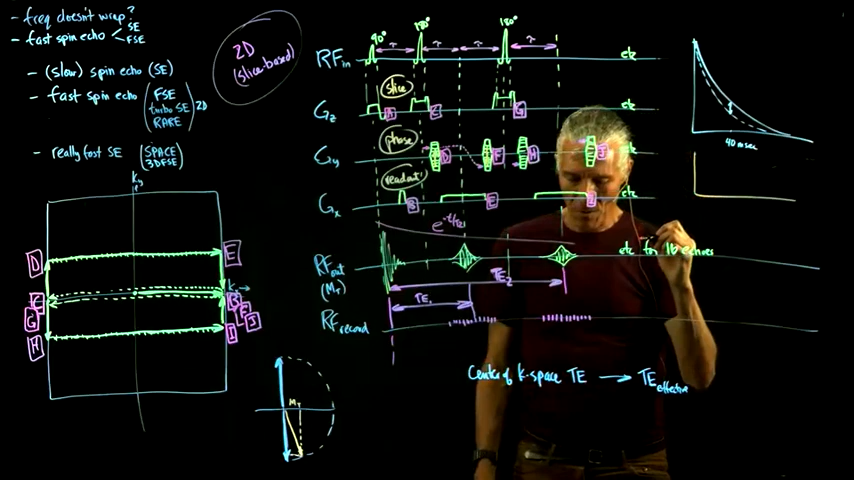 - freq doesn't wrap?
- fast spin echo < SE
FSE
- (slow) spin echo (SE)
- fast spin echo (FSE
turbo SE
RARE) 2D
- really fast SE (SPACE
3DFSE)
2D
(slice-based)
90°
180°
180°
τ τ τ τ
RFin
etc
slice
Gz
A C G
etc
phase
Gy
D F H J
readout
Gx
B E I
etc
e^-t/T2
RFout
(MT)
etc for 16 echoes
TE1
TE2
RFrecord
Center of k-space TE → TEeffective
40 msec
ky
k→
D E
C B
G F
J
H I
MT